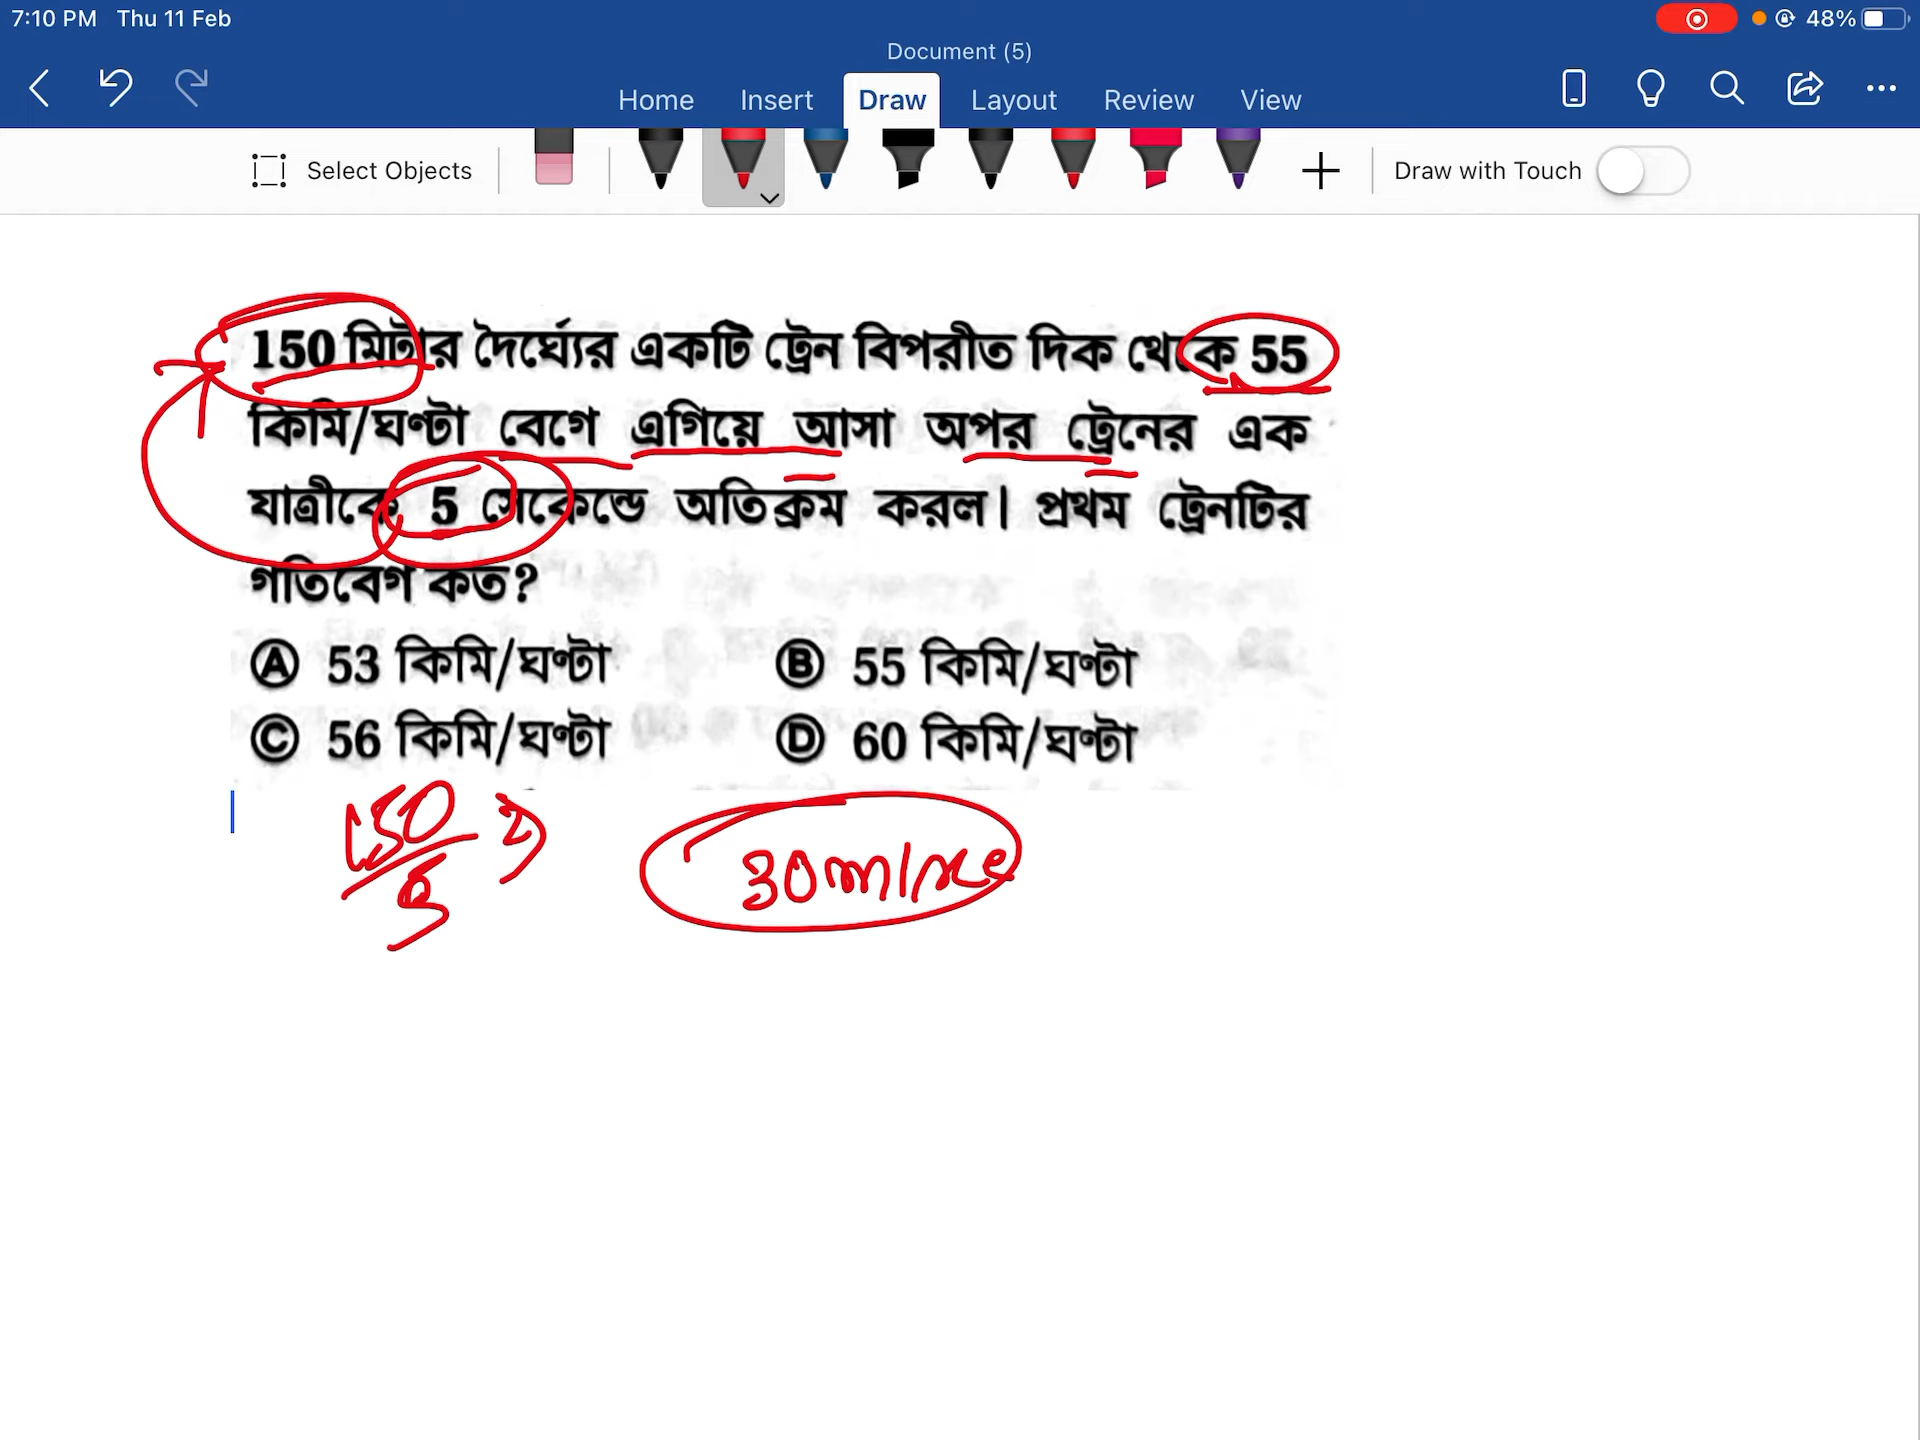 7:10 PM Thu 11 Feb
48%
Document (5)
Home Insert Draw Layout Review View
Select Objects
Draw with Touch
150 মিটার দৈর্ঘ্যের একটি ট্রেন বিপরীত দিক থেকে 55
কিমি/ঘণ্টা বেগে এগিয়ে আসা অপর ট্রেনের এক
যাত্রীকে 5 সেকেন্ডে অতিক্রম করল। প্রথম ট্রেনটির
গতিবেগ কত?
Ⓐ 53 কিমি/ঘণ্টা Ⓑ 55 কিমি/ঘণ্টা
Ⓒ 56 কিমি/ঘণ্টা Ⓓ 60 কিমি/ঘণ্টা
150
5
30m/sec